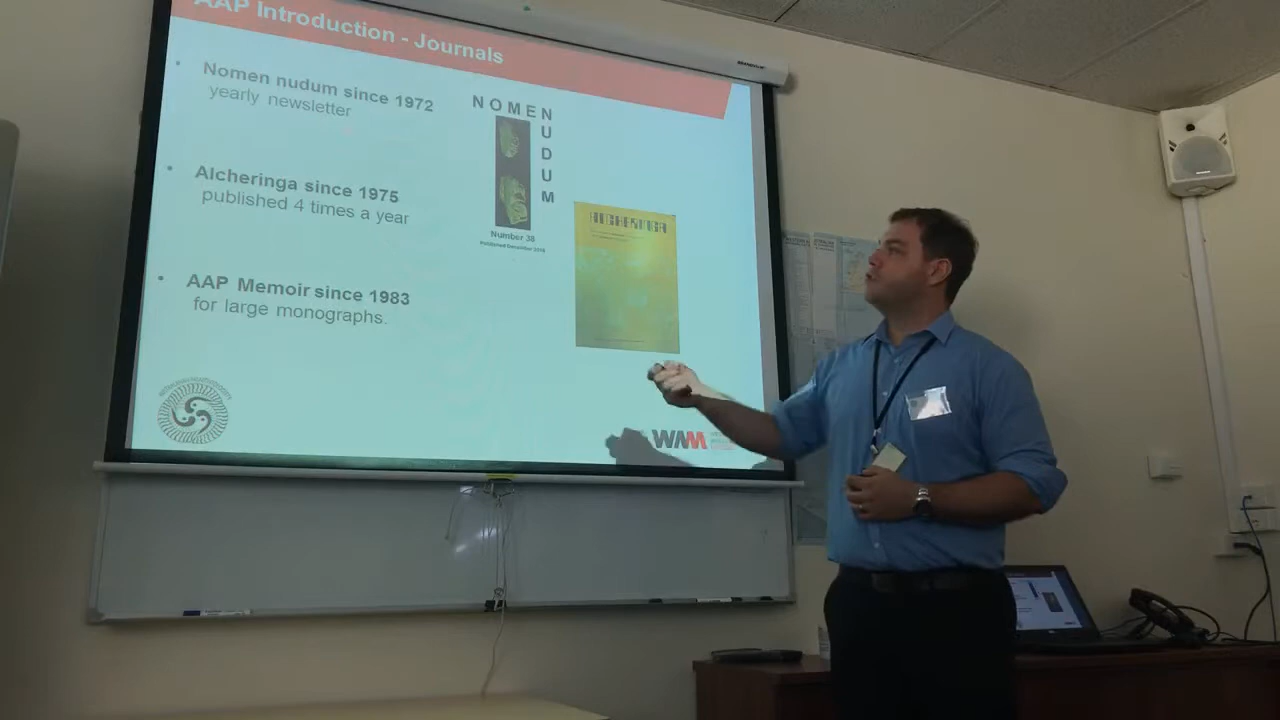 AAP Introduction - Journals
• Nomen nudum since 1972
yearly newsletter
• Alcheringa since 1975
published 4 times a year
• AAP Memoir since 1983
for large monographs.
NOMEN
NUDUM
Number 38
ALCHERINGA
WAM